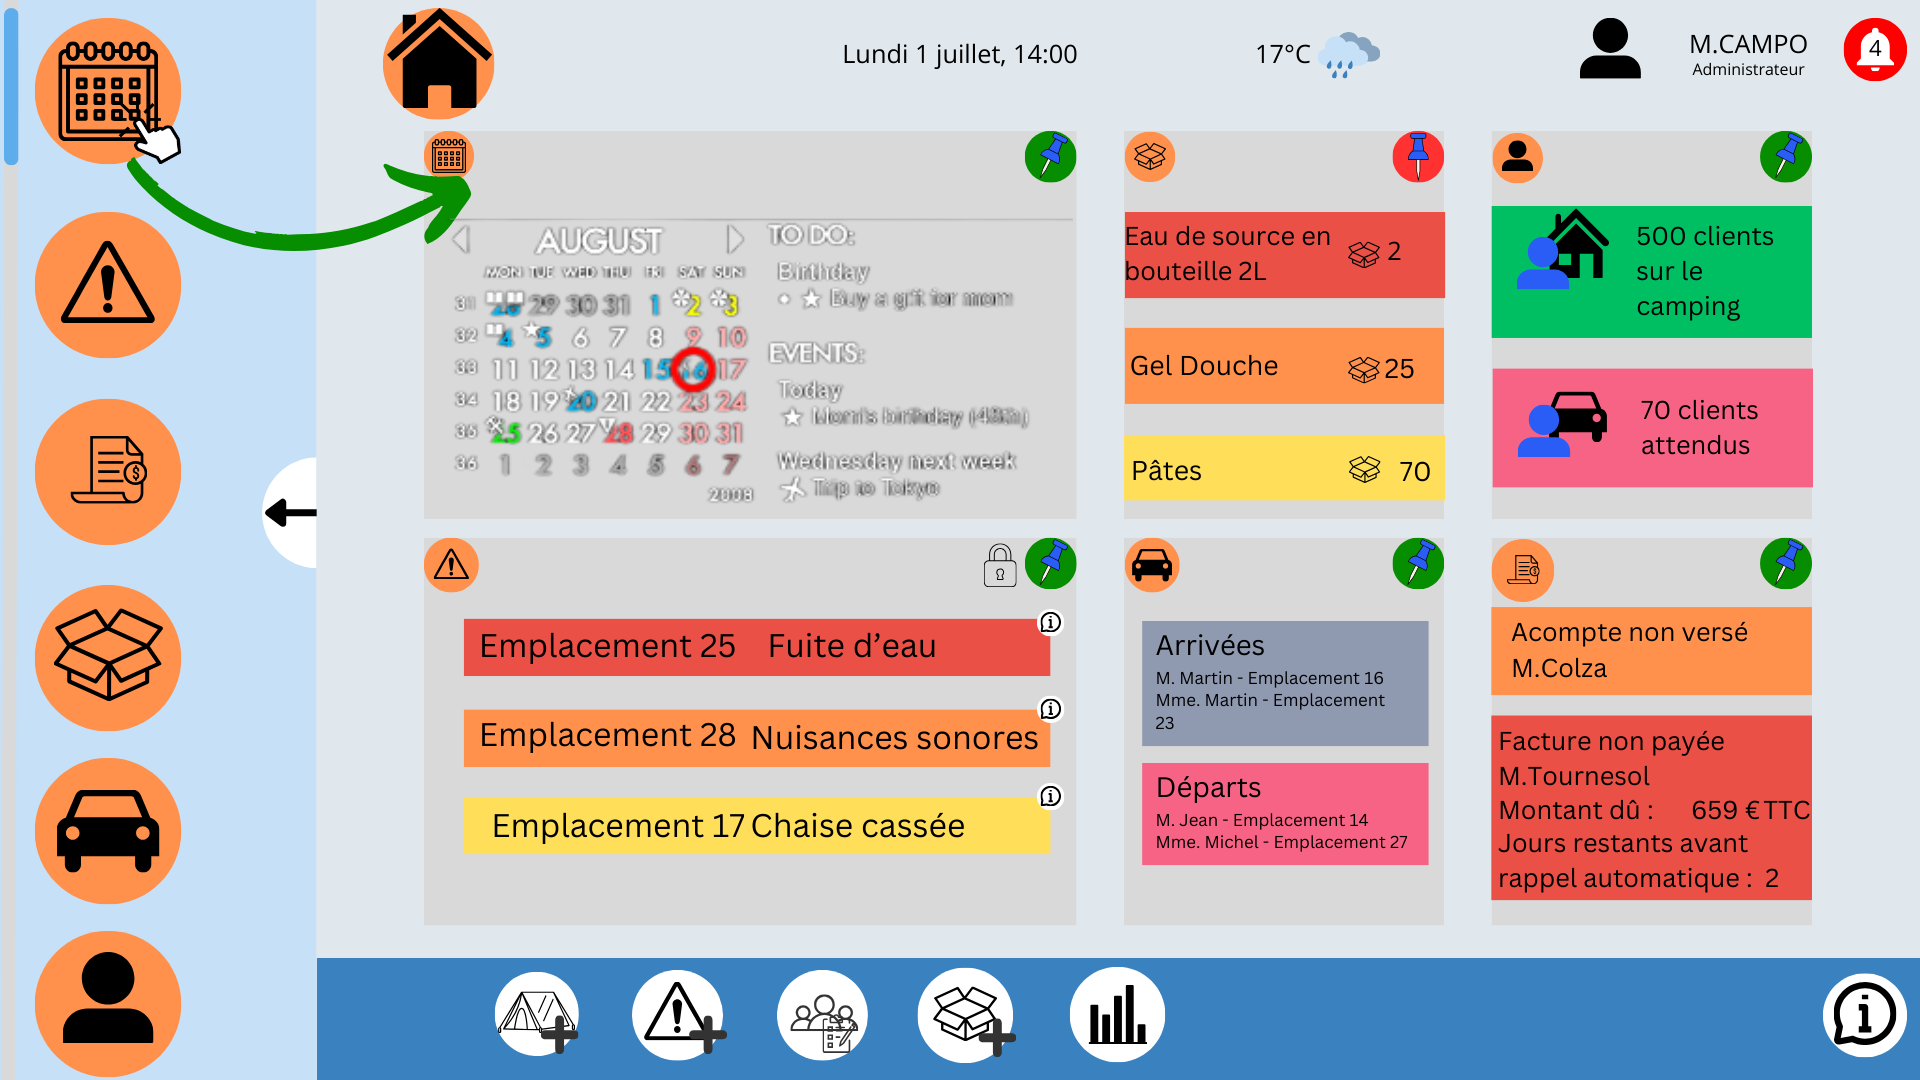 Lundi 1 juillet, 14:00
17°C
M.CAMPO
Administrateur
4
AUGUST
MON TUE WED THU FRI SAT SUN
31 28 29 30 31 1 2 3
32 4 5 6 7 8 9 10
33 11 12 13 14 15 16 17
34 18 19 20 21 22 23 24
35 25 26 27 28 29 30 31
36 1 2 3 4 5 6 7
2008
TO DO:
Birthday
Buy a gift for mom
EVENTS:
Today
Mom's birthday
Wednesday next week
Trip to Tokyo
Eau de source en
bouteille 2L
2
Gel Douche
25
Pâtes
70
500 clients
sur le
camping
70 clients
attendus
Emplacement 25 Fuite d’eau
Emplacement 28 Nuisances sonores
Emplacement 17 Chaise cassée
Arrivées
M. Martin - Emplacement 16
Mme. Martin - Emplacement
23
Départs
M. Jean - Emplacement 14
Mme. Michel - Emplacement 27
Acompte non versé
M.Colza
Facture non payée
M.Tournesol
Montant dû : 659 € TTC
Jours restants avant
rappel automatique : 2